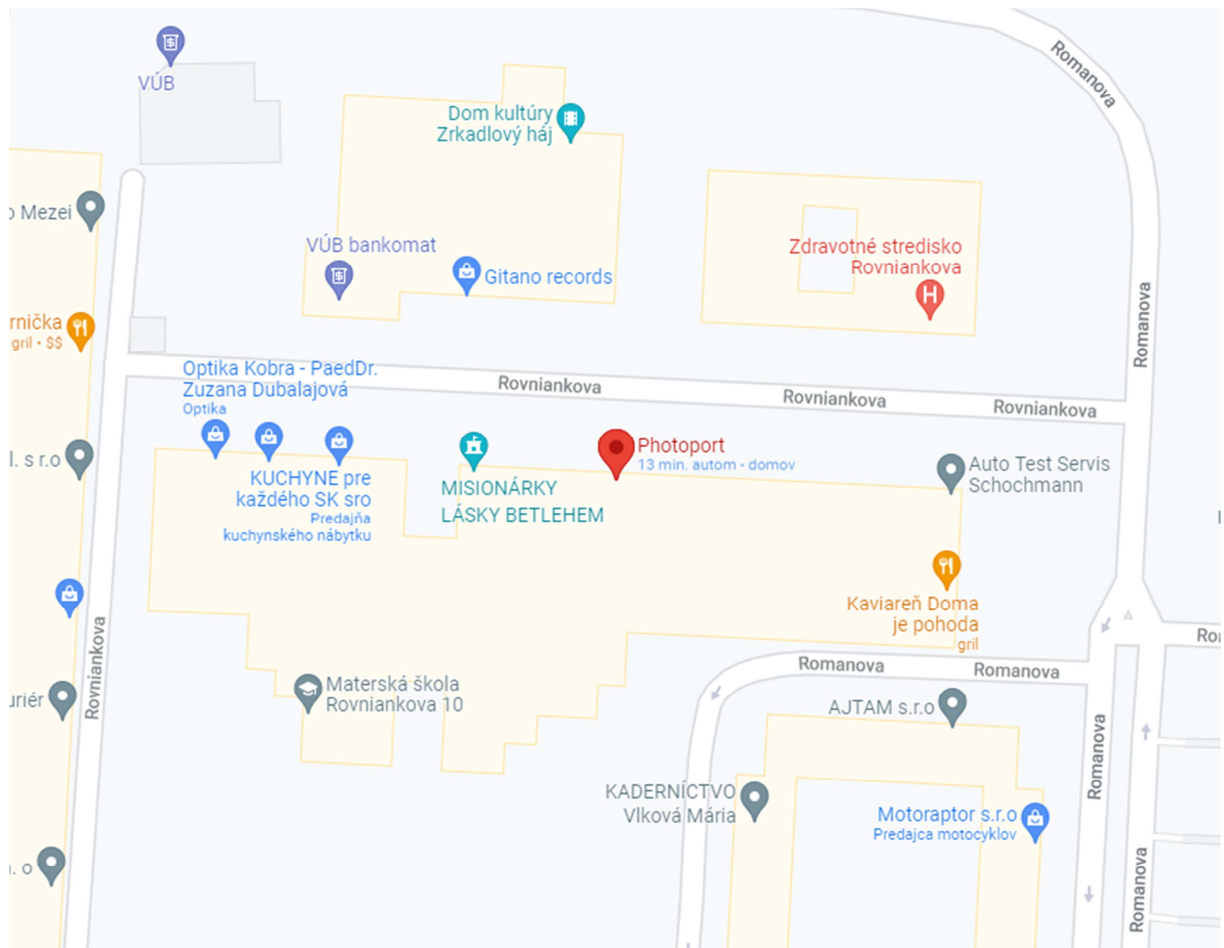 Romanova
VÚB
Dom kultúry
Zrkadlový háj
Mezei
Zdravotné stredisko
Rovniankova
VÚB bankomat
Gitano records
H
Romanova
gril • $$
Optika Kobra - PaedDr.
Zuzana Dubalajová
Optika
Rovniankova
Rovniankova
Rovniankova
Photoport
13 min. autom - domov
l. s r.o
Auto Test Servis
Schochmann
KUCHYNE pre
každého SK sro
Predajňa
kuchynského nábytku
MISIONÁRKY
LÁSKY BETLEHEM
Kaviareň Doma
je pohoda
gril
Rovniankova
Romanova
Romanova
Materská škola
Rovniankova 10
AJTAM s.r.o
Romanova
KADERNÍCTVO
Vlková Mária
Motoraptor s.r.o
Predajca motocyklov
Romanova